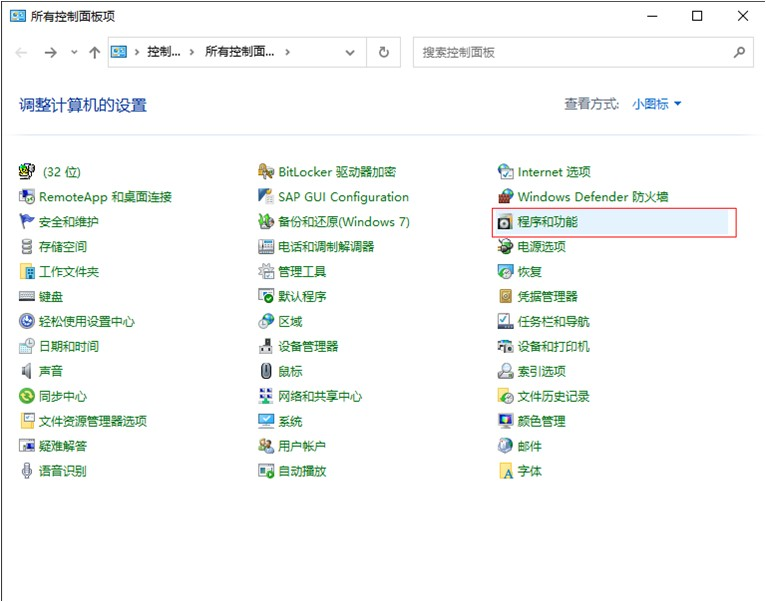 所有控制面板项
控制... 所有控制面... 搜索控制面板
调整计算机的设置 查看方式: 小图标
(32 位) BitLocker 驱动器加密 Internet 选项
RemoteApp 和桌面连接 SAP GUI Configuration Windows Defender 防火墙
安全和维护 备份和还原(Windows 7) 程序和功能
存储空间 电话和调制解调器 电源选项
工作文件夹 管理工具 恢复
键盘 默认程序 凭据管理器
轻松使用设置中心 区域 任务栏和导航
日期和时间 设备管理器 设备和打印机
声音 鼠标 索引选项
同步中心 网络和共享中心 文件历史记录
文件资源管理器选项 系统 颜色管理
疑难解答 用户帐户 邮件
语音识别 自动播放 字体